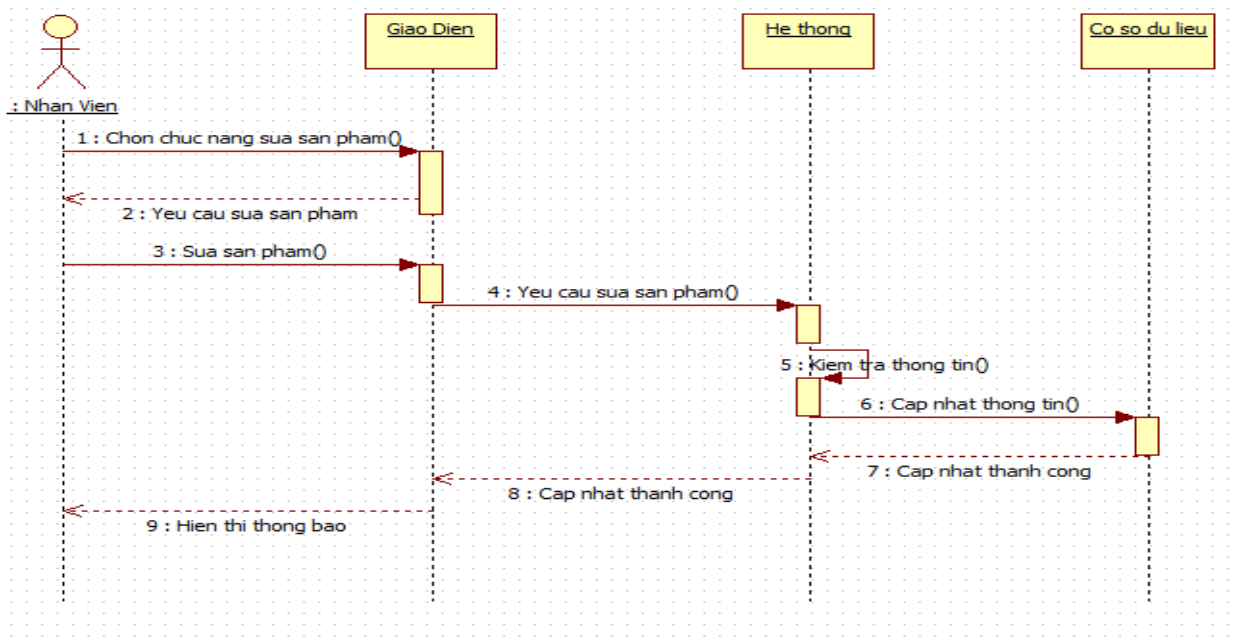 Giao Dien
He thong
Co so du lieu
: Nhan Vien
1 : Chon chuc nang sua san pham()
2 : Yeu cau sua san pham
3 : Sua san pham()
4 : Yeu cau sua san pham()
5 : Kiem tra thong tin()
6 : Cap nhat thong tin()
7 : Cap nhat thanh cong
8 : Cap nhat thanh cong
9 : Hien thi thong bao